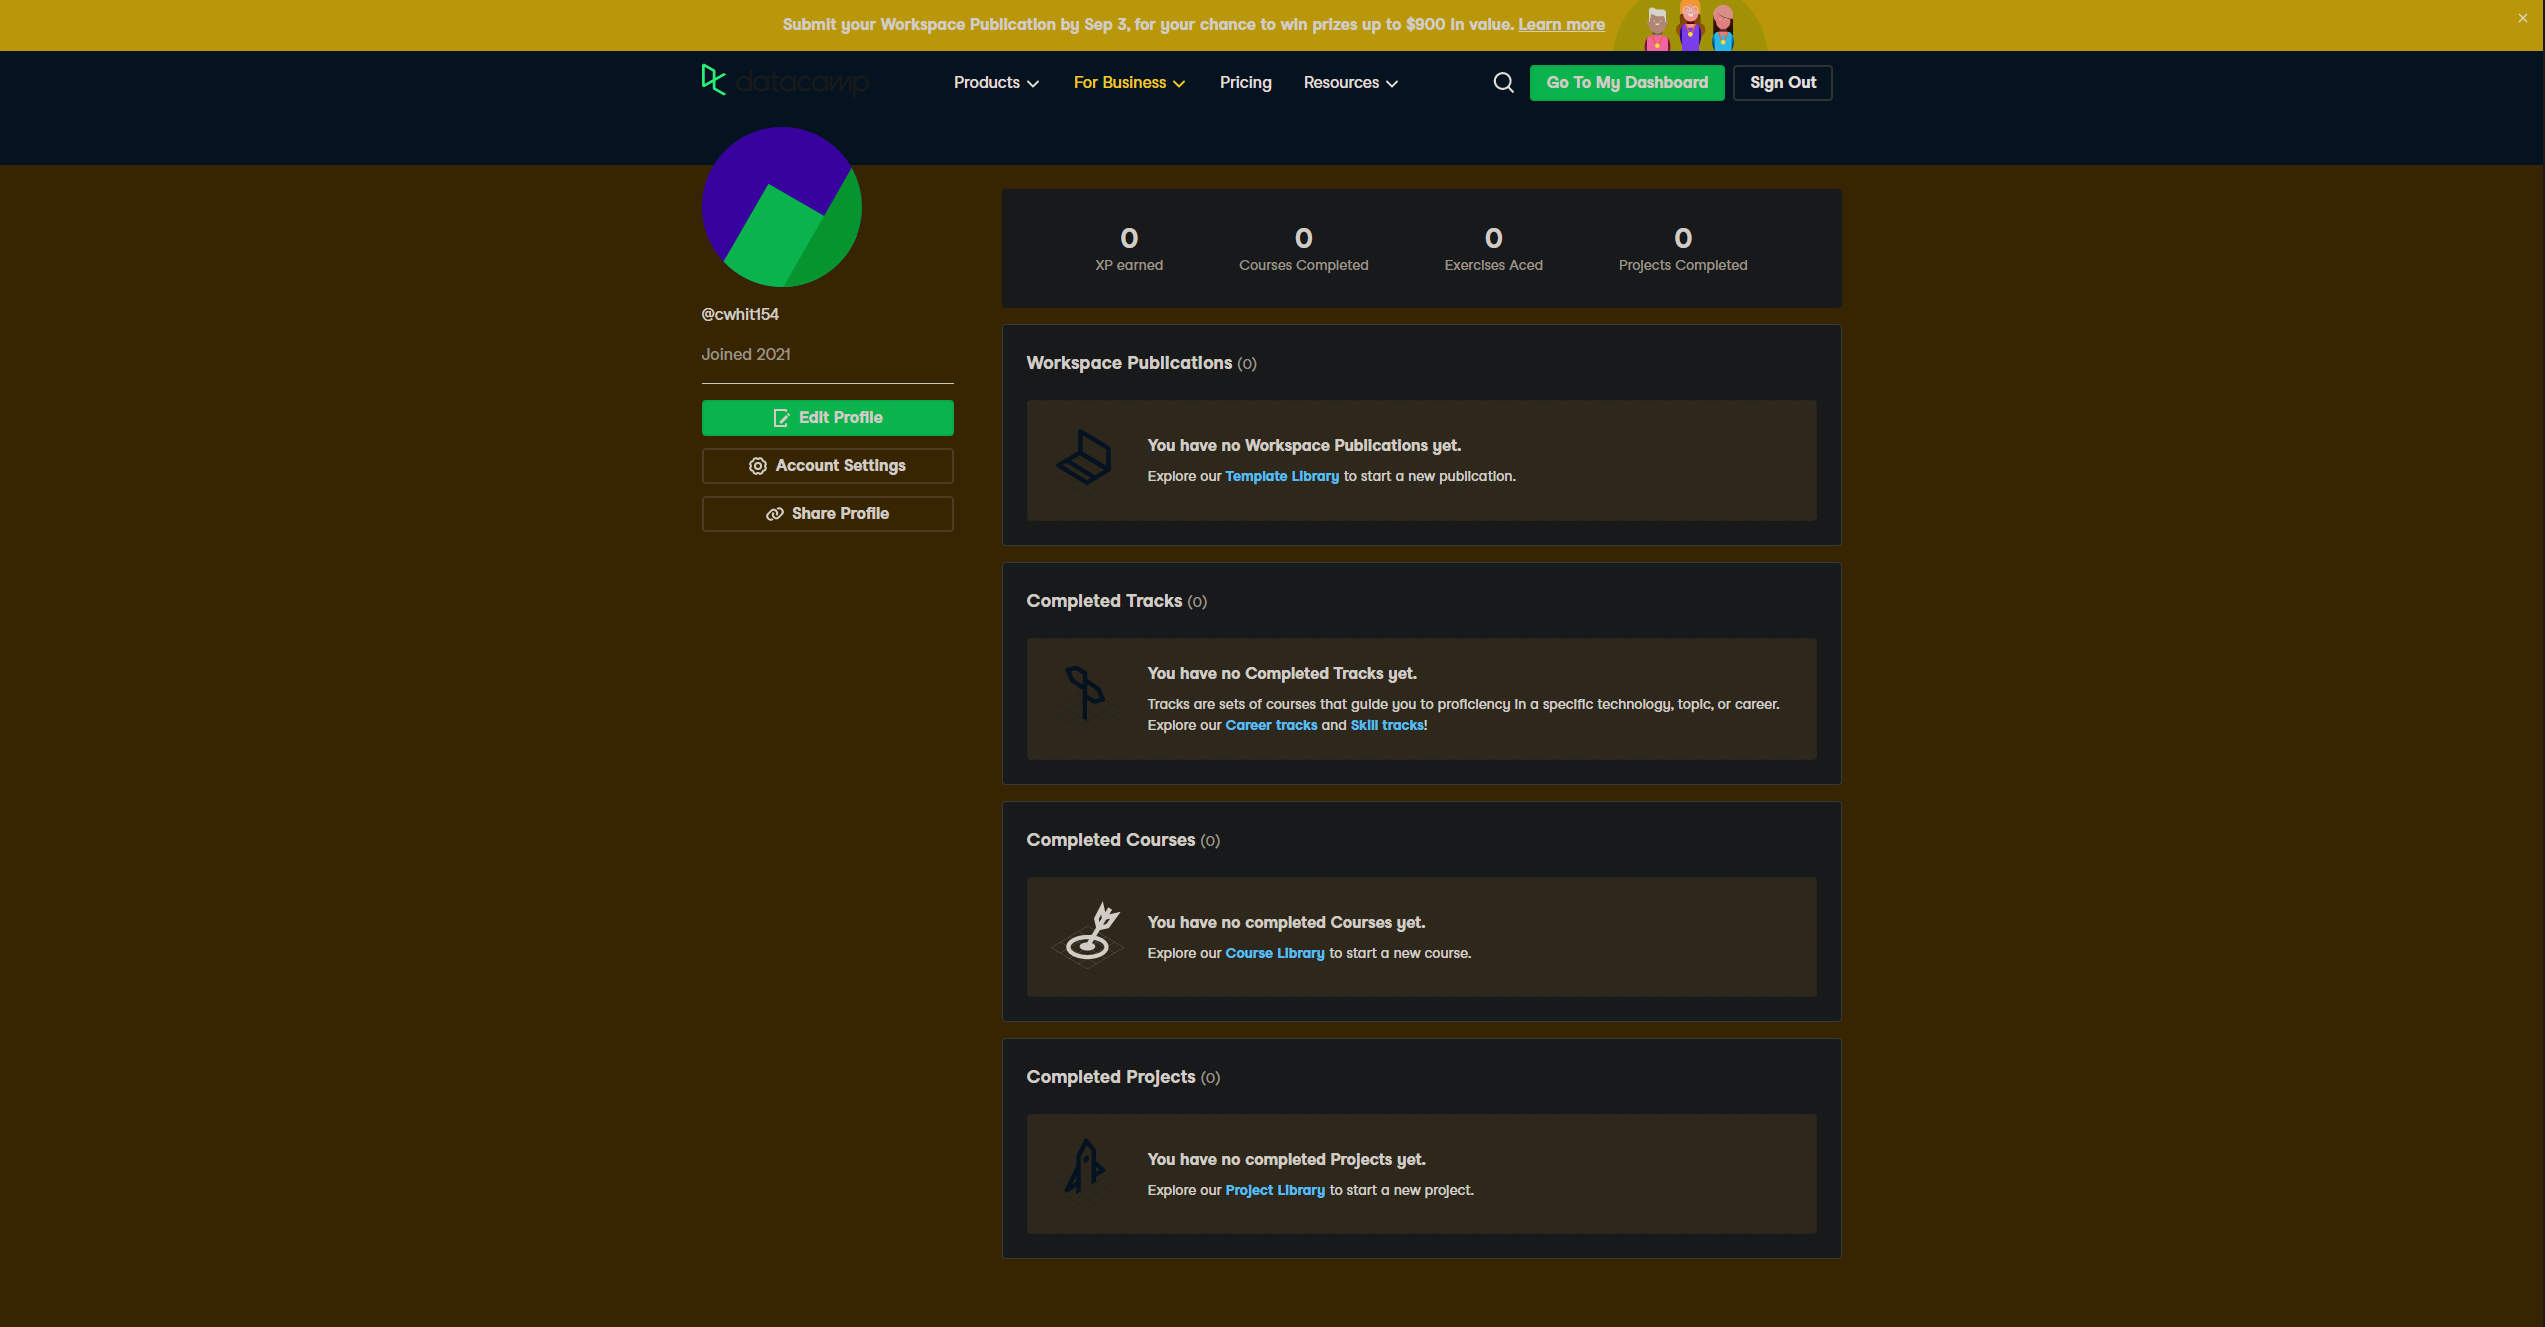 Submit your Workspace Publication by Sep 3, for your chance to win prizes up to $900 in value. Learn more
datacamp
Products
For Business
Pricing
Resources
Go To My Dashboard
Sign Out
@cwhit154
Joined 2021
Edit Profile
Account Settings
Share Profile
0
XP earned
0
Courses Completed
0
Exercises Aced
0
Projects Completed
Workspace Publications (0)
You have no Workspace Publications yet.
Explore our Template Library to start a new publication.
Completed Tracks (0)
You have no Completed Tracks yet.
Tracks are sets of courses that guide you to proficiency in a specific technology, topic, or career.
Explore our Career tracks and Skill tracks!
Completed Courses (0)
You have no completed Courses yet.
Explore our Course Library to start a new course.
Completed Projects (0)
You have no completed Projects yet.
Explore our Project Library to start a new project.